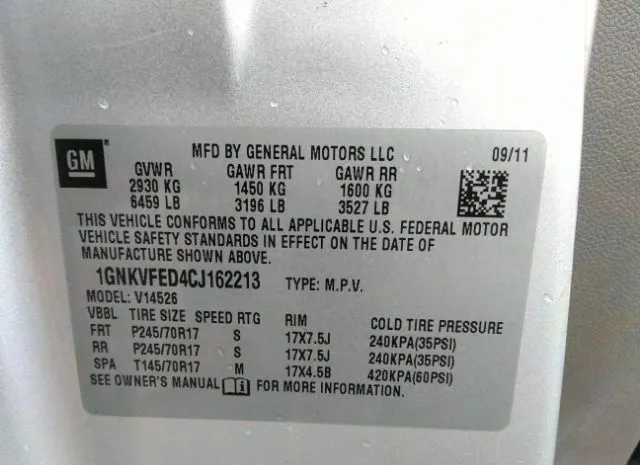 GM
MFD BY GENERAL MOTORS LLC 09/11
GVWR GAWR FRT GAWR RR
2930 KG 1450 KG 1600 KG
6459 LB 3196 LB 3527 LB
THIS VEHICLE CONFORMS TO ALL APPLICABLE U.S. FEDERAL MOTOR
VEHICLE SAFETY STANDARDS IN EFFECT ON THE DATE OF
MANUFACTURE SHOWN ABOVE.
1GNKVFED4CJ162213 TYPE: M.P.V.
MODEL: V14526
VBBL TIRE SIZE SPEED RTG RIM COLD TIRE PRESSURE
FRT P245/70R17 S 17X7.5J 240KPA(35PSI)
RR P245/70R17 S 17X7.5J 240KPA(35PSI)
SPA T145/70R17 M 17X4.5B 420KPA(60PSI)
SEE OWNER'S MANUAL FOR MORE INFORMATION.